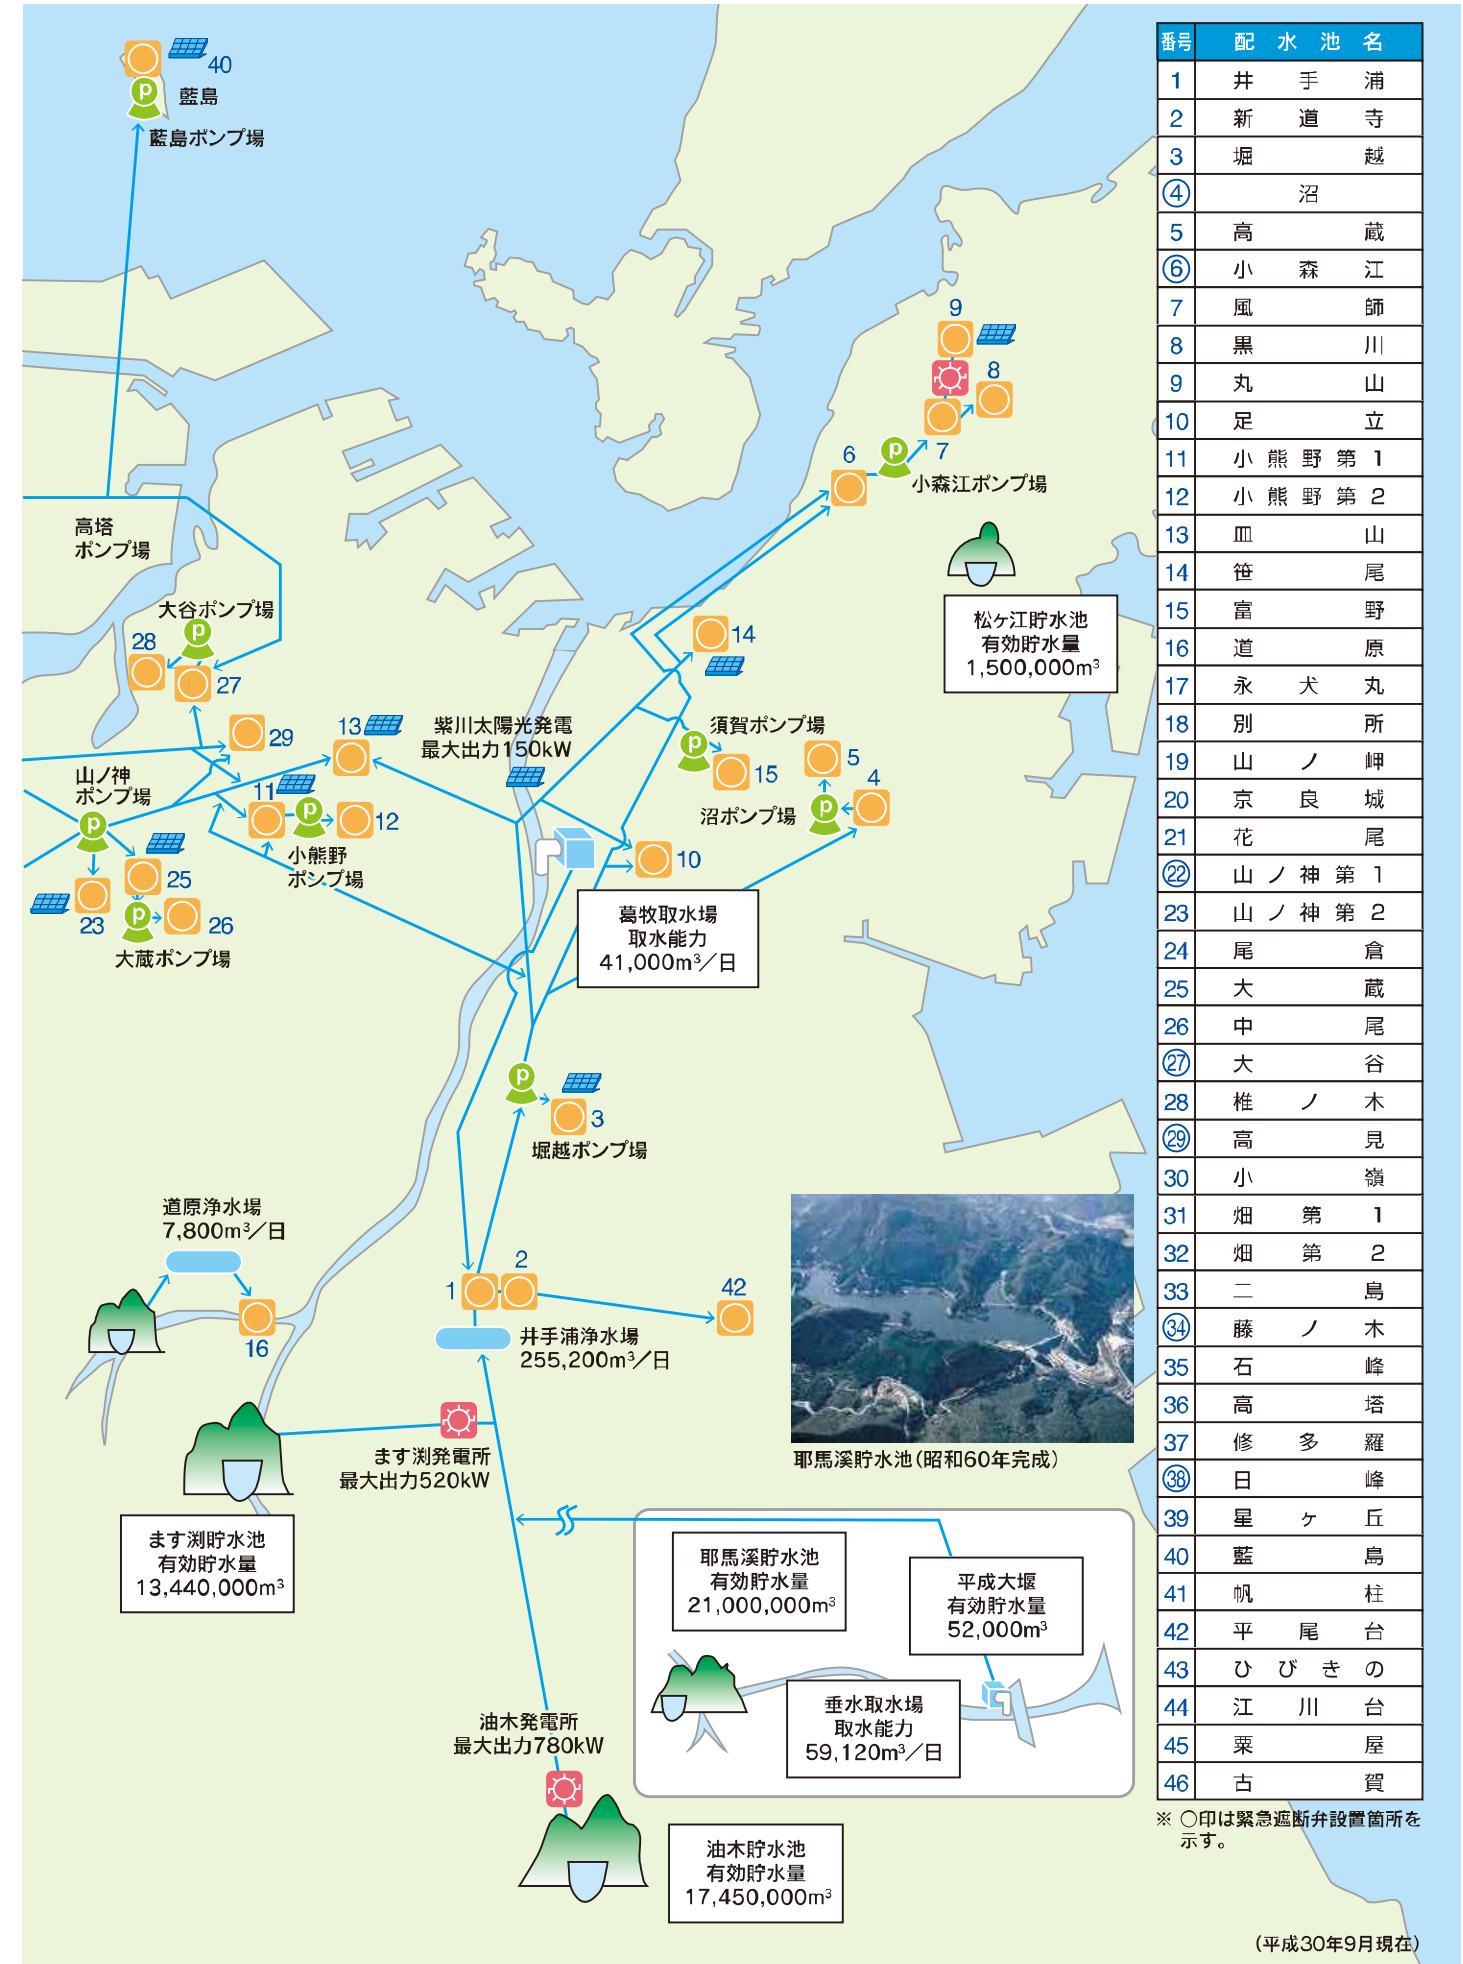 40
藍島
藍島ポンプ場
9
8
7
6
小森江ポンプ場
高塔
ポンプ場
松ヶ江貯水池
有効貯水量
1,500,000m³
大谷ポンプ場
28
27
29
14
13
紫川太陽光発電
最大出力150kW
須賀ポンプ場
15
5
4
沼ポンプ場
山ノ神
ポンプ場
11
12
小熊野
ポンプ場
10
25
23
26
大蔵ポンプ場
葛牧取水場
取水能力
41,000m³／日
3
堀越ポンプ場
道原浄水場
7,800m³／日
16
1
2
42
井手浦浄水場
255,200m³／日
ます渕発電所
最大出力520kW
耶馬溪貯水池（昭和60年完成）
ます渕貯水池
有効貯水量
13,440,000m³
耶馬溪貯水池
有効貯水量
21,000,000m³
平成大堰
有効貯水量
52,000m³
垂水取水場
取水能力
59,120m³／日
油木発電所
最大出力780kW
油木貯水池
有効貯水量
17,450,000m³
番号 配水池名
1 井手浦
2 新道寺
3 堀越
④ 沼
5 高蔵
⑥ 小森江
7 風師
8 黒川
9 丸山
10 足立
11 小熊野第1
12 小熊野第2
13 皿山
14 笹尾
15 富野
16 道原
17 永犬丸
18 別所
19 山ノ岬
20 京良城
21 花尾
㉒ 山ノ神第1
23 山ノ神第2
24 尾倉
25 大蔵
26 中尾
㉗ 大谷
28 椎ノ木
㉙ 高見
30 小嶺
31 畑第1
32 畑第2
33 二島
㉞ 藤ノ木
35 石峰
36 高塔
37 修多羅
㊳ 日峰
39 星ヶ丘
40 藍島
41 帆柱
42 平尾台
43 ひびきの
44 江川台
45 粟屋
46 古賀
※ ○印は緊急遮断弁設置箇所を
示す。
（平成30年9月現在）